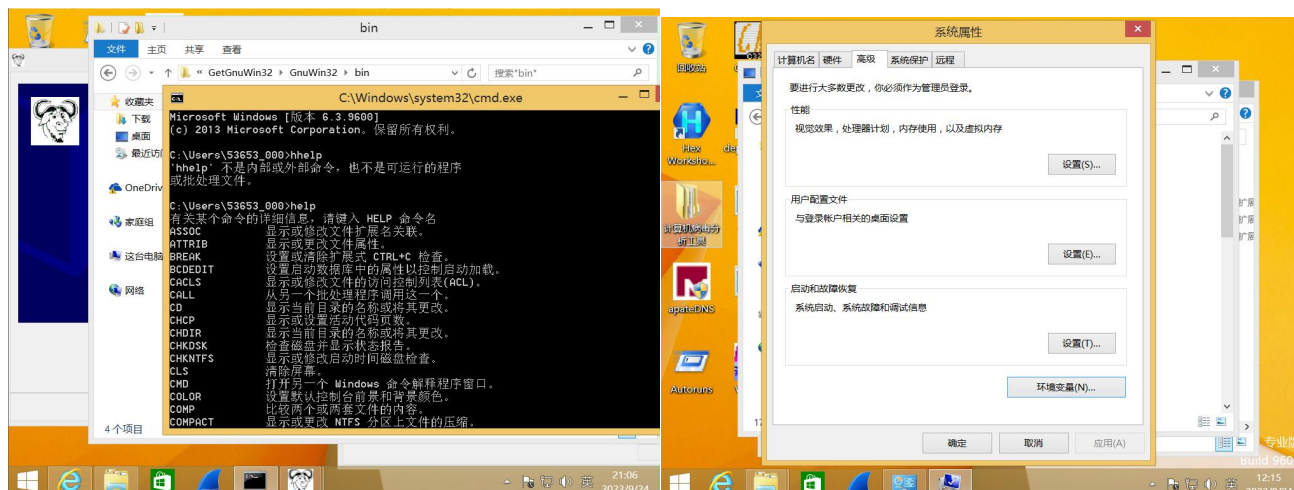 bin
文件 主页 共享 查看
« GetGnuWin32 ▸ GnuWin32 ▸ bin
搜索"bin"
收藏夹
下载
桌面
最近访
OneDriv
家庭组
这台电脑
网络
4 个项目
C:\Windows\system32\cmd.exe
Microsoft Windows [版本 6.3.9600]
(c) 2013 Microsoft Corporation。保留所有权利。
C:\Users\53653_000>hhelp
'hhelp' 不是内部或外部命令，也不是可运行的程序
或批处理文件。
C:\Users\53653_000>help
有关某个命令的详细信息，请键入 HELP 命令名
ASSOC 显示或修改文件扩展名关联。
ATTRIB 显示或更改文件属性。
BREAK 设置或清除扩展式 CTRL+C 检查。
BCDEDIT 设置启动数据库中的属性以控制启动加载。
CACLS 显示或修改文件的访问控制列表(ACL)。
CALL 从另一个批处理程序调用这一个。
CD 显示当前目录的名称或将其更改。
CHCP 显示或设置活动代码页数。
CHDIR 显示当前目录的名称或将其更改。
CHKDSK 检查磁盘并显示状态报告。
CHKNTFS 显示或修改启动时间磁盘检查。
CLS 清除屏幕。
CMD 打开另一个 Windows 命令解释程序窗口。
COLOR 设置默认控制台前景和背景颜色。
COMP 比较两个或两套文件的内容。
COMPACT 显示或更改 NTFS 分区上文件的压缩。
英
21:06
回收站
Hex
Worksho...
计算机病毒分
析工具
apateDNS
Autoruns
系统属性
计算机名 硬件 高级 系统保护 远程
要进行大多数更改，你必须作为管理员登录。
性能
视觉效果，处理器计划，内存使用，以及虚拟内存
设置(S)...
用户配置文件
与登录帐户相关的桌面设置
设置(E)...
启动和故障恢复
系统启动、系统故障和调试信息
设置(T)...
环境变量(N)...
确定 取消 应用(A)
扩展
扩展
扩展
17
专业版
Build 960
英
12:15